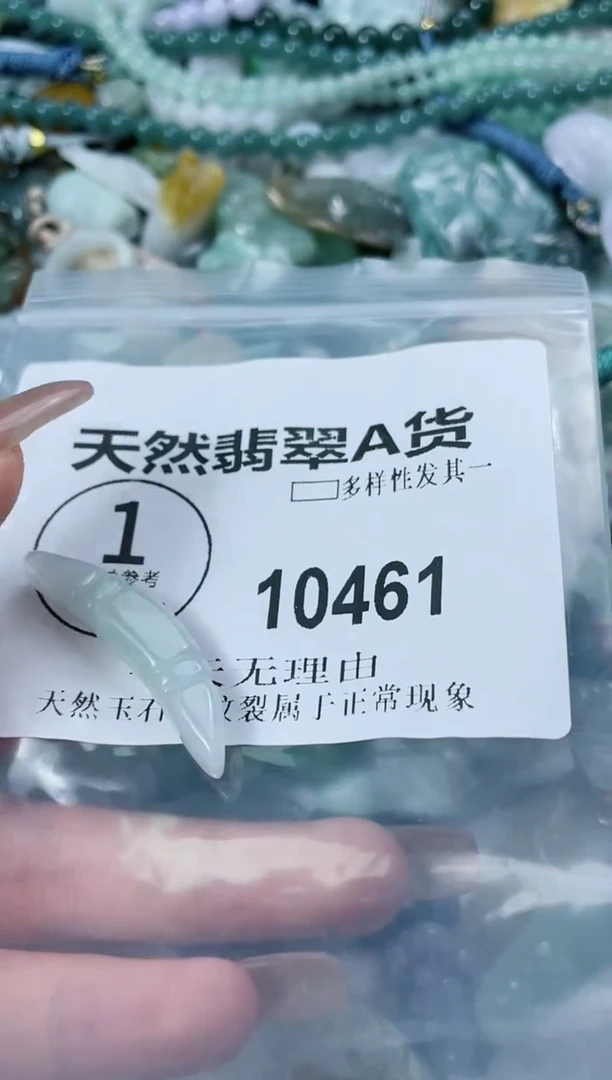 天然翡翠A货
多样性发其一
1
参考
10461
天无理由
天然玉石纹裂属于正常现象